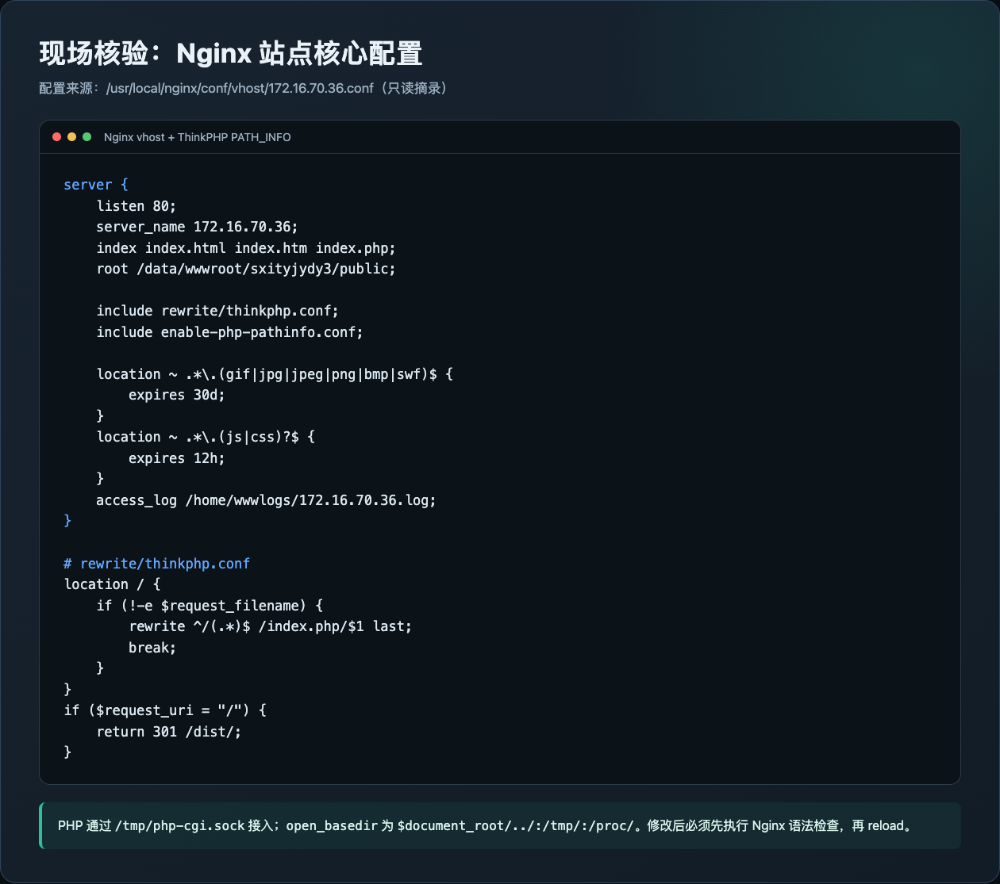 现场核验：Nginx 站点核心配置
配置来源：/usr/local/nginx/conf/vhost/172.16.70.36.conf（只读摘录）
Nginx vhost + ThinkPHP PATH_INFO
server {
    listen 80;
    server_name 172.16.70.36;
    index index.html index.htm index.php;
    root /data/wwwroot/sxityjydy3/public;

    include rewrite/thinkphp.conf;
    include enable-php-pathinfo.conf;

    location ~ .*\.(gif|jpg|jpeg|png|bmp|swf)$ {
        expires 30d;
    }
    location ~ .*\.(js|css)?$ {
        expires 12h;
    }
    access_log /home/wwwlogs/172.16.70.36.log;
}

# rewrite/thinkphp.conf
location / {
    if (!-e $request_filename) {
        rewrite ^/(.*)$ /index.php/$1 last;
        break;
    }
}
if ($request_uri = "/") {
    return 301 /dist/;
}
PHP 通过 /tmp/php-cgi.sock 接入；open_basedir 为 $document_root/../:/tmp/:/proc/。修改后必须先执行 Nginx 语法检查，再 reload。